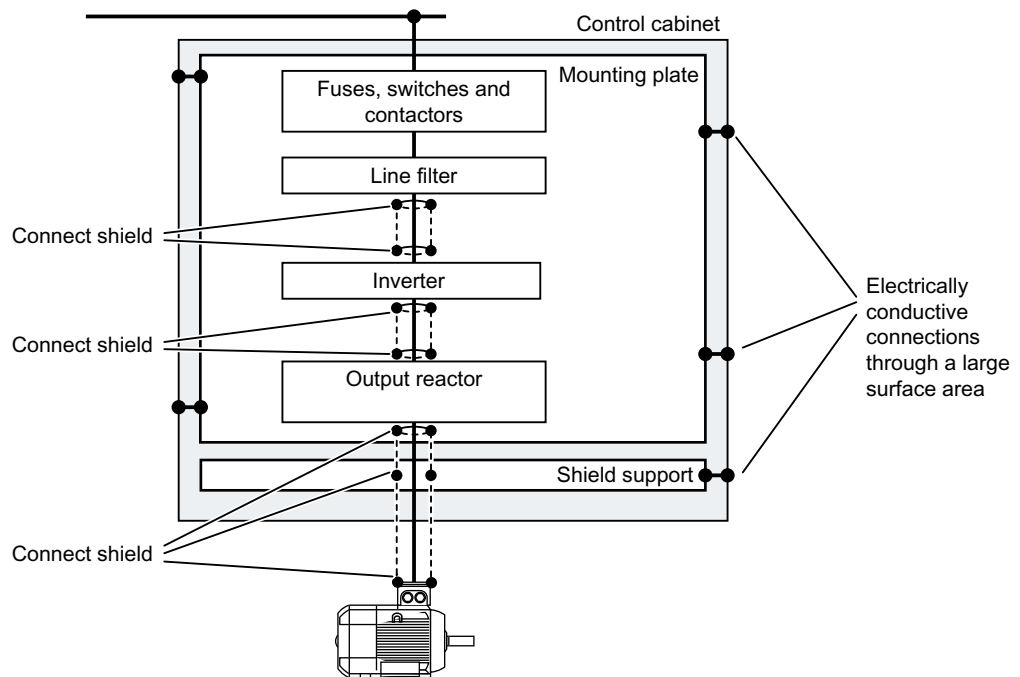 Control cabinet
Mounting plate
Fuses, switches and
contactors
Line filter
Connect shield
Inverter
Electrically
conductive
connections
through a large
surface area
Connect shield
Output reactor
Shield support
Connect shield